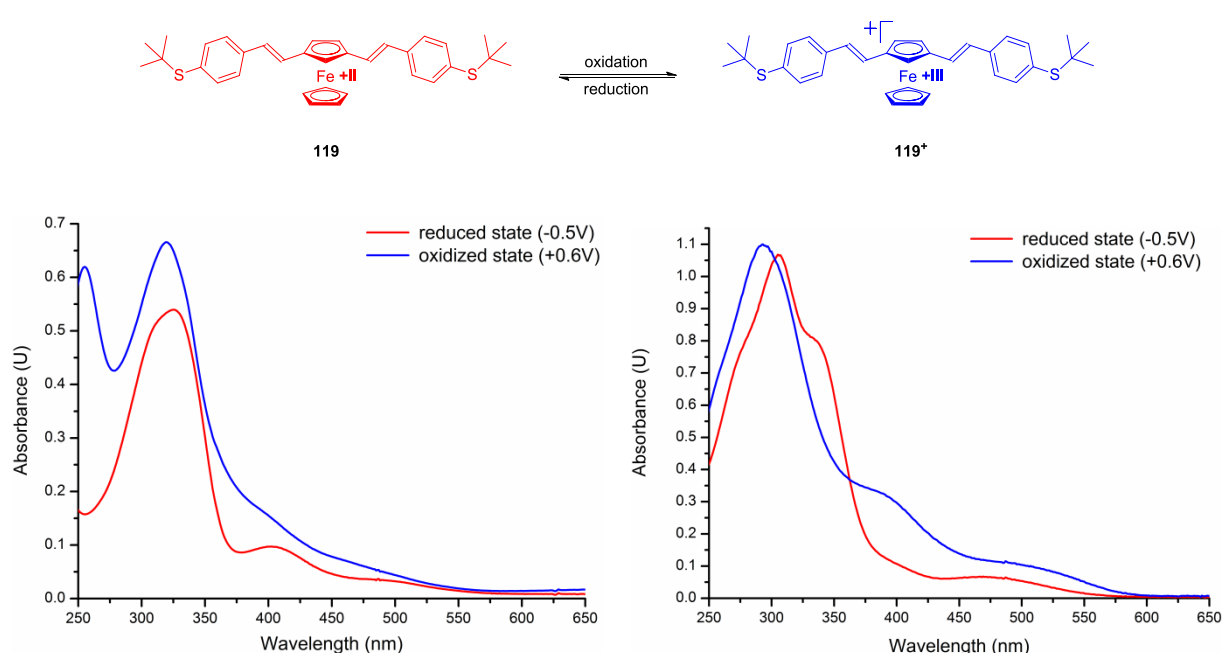 S
Fe +II
S
119
oxidation
reduction
+
S
Fe +III
S
119+
reduced state (-0.5V)
oxidized state (+0.6V)
Absorbance (U)
0.7
0.6
0.5
0.4
0.3
0.2
0.1
0.0
250 300 350 400 450 500 550 600 650
Wavelength (nm)
reduced state (-0.5V)
oxidized state (+0.6V)
Absorbance (U)
1.1
1.0
0.9
0.8
0.7
0.6
0.5
0.4
0.3
0.2
0.1
0.0
250 300 350 400 450 500 550 600 650
Wavelength (nm)